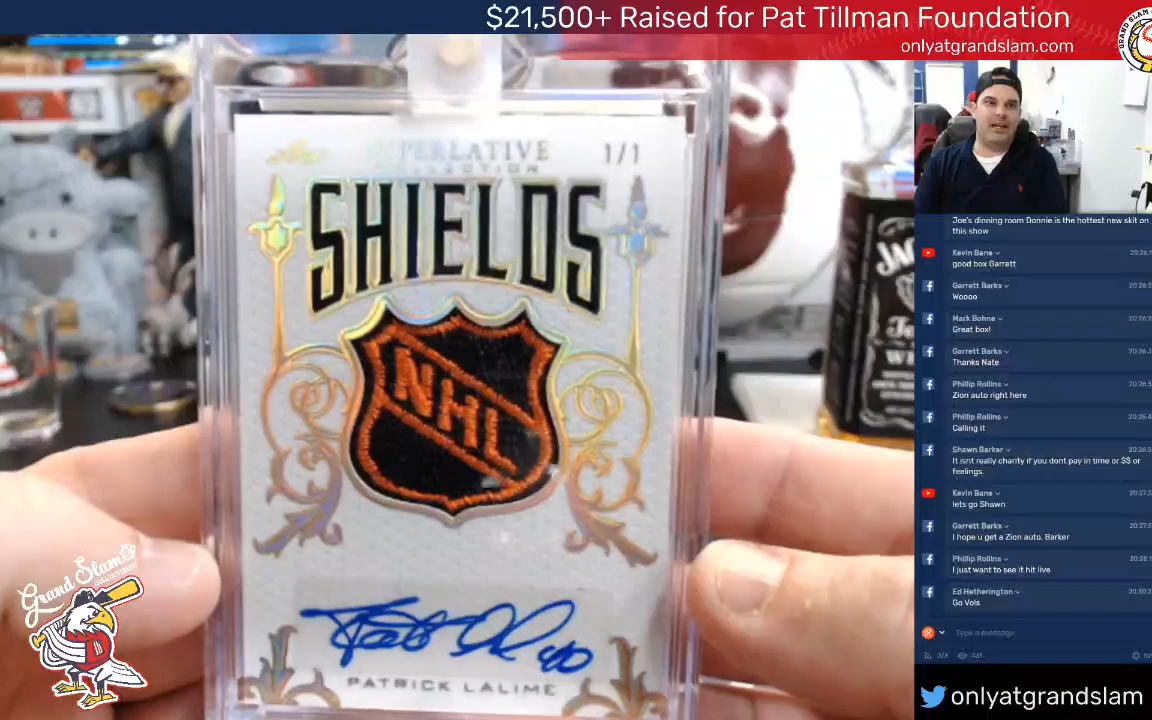 $21,500+ Raised for Pat Tillman Foundation
onlyatgrandslam.com
1/1
SHIELDS
NHL
40
PATRICK LALIME
Grand Slam
Joe's dinning room Donnie is the hottest new skit on
this show
Kevin Bane
good box Garrett
Garrett Barks
Woooo
Mark Bohne
Great box!
Garrett Barks
Thanks Nate
Phillip Rollins
Zion auto right here
Phillip Rollins
Calling it
Shawn Barker
It isnt really charity if you dont pay in time or $$ or
feelings.
Kevin Bane
lets go Shawn
Garrett Barks
I hope u get a Zion auto. Barker
Phillip Rollins
I just want to see it hit live
Ed Hetherington
Go Vols
Type a message
onlyatgrandslam